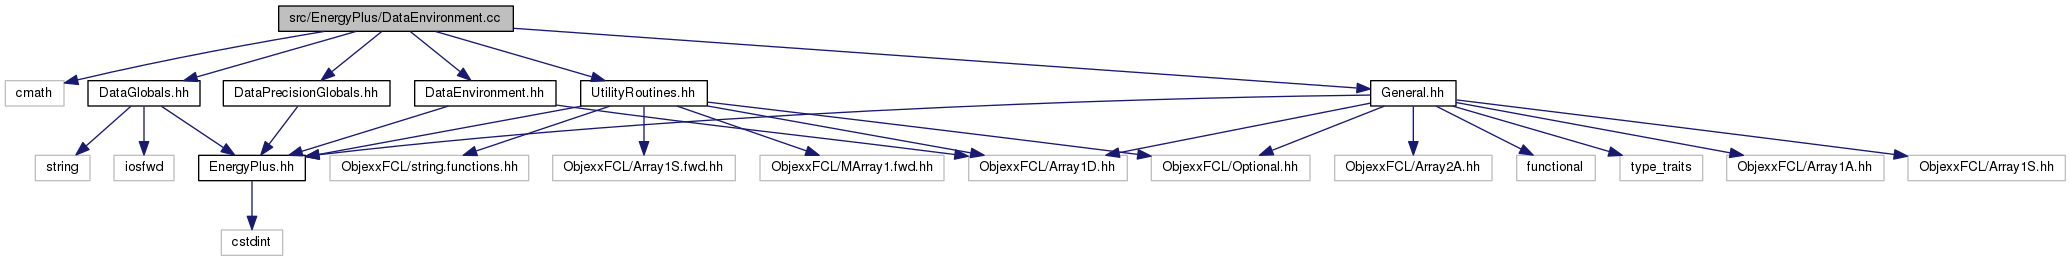 src/EnergyPlus/DataEnvironment.cc
cmath
DataGlobals.hh
DataPrecisionGlobals.hh
DataEnvironment.hh
UtilityRoutines.hh
General.hh
string
iosfwd
EnergyPlus.hh
ObjexxFCL/string.functions.hh
ObjexxFCL/Array1S.fwd.hh
ObjexxFCL/MArray1.fwd.hh
ObjexxFCL/Array1D.hh
ObjexxFCL/Optional.hh
ObjexxFCL/Array2A.hh
functional
type_traits
ObjexxFCL/Array1A.hh
ObjexxFCL/Array1S.hh
cstdint